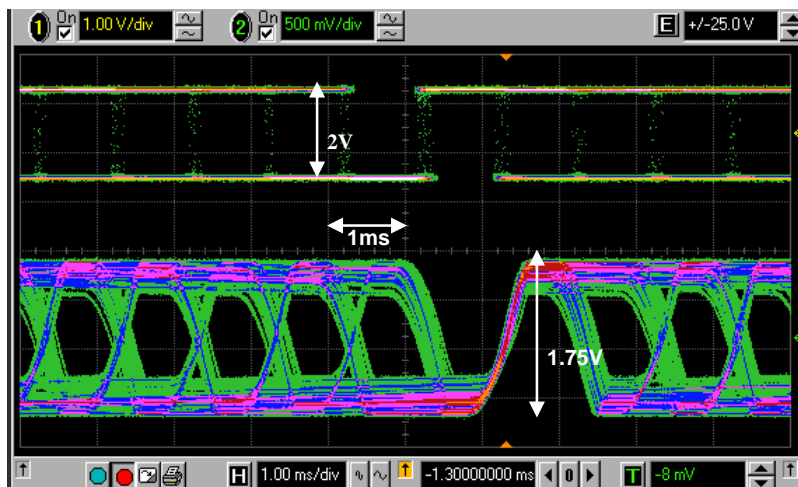 1 On 1.00 V/div 2 On 500 mV/div E +/-25.0 V
2V
1ms
1.75V
H 1.00 ms/div -1.30000000 ms 0 T -8 mV